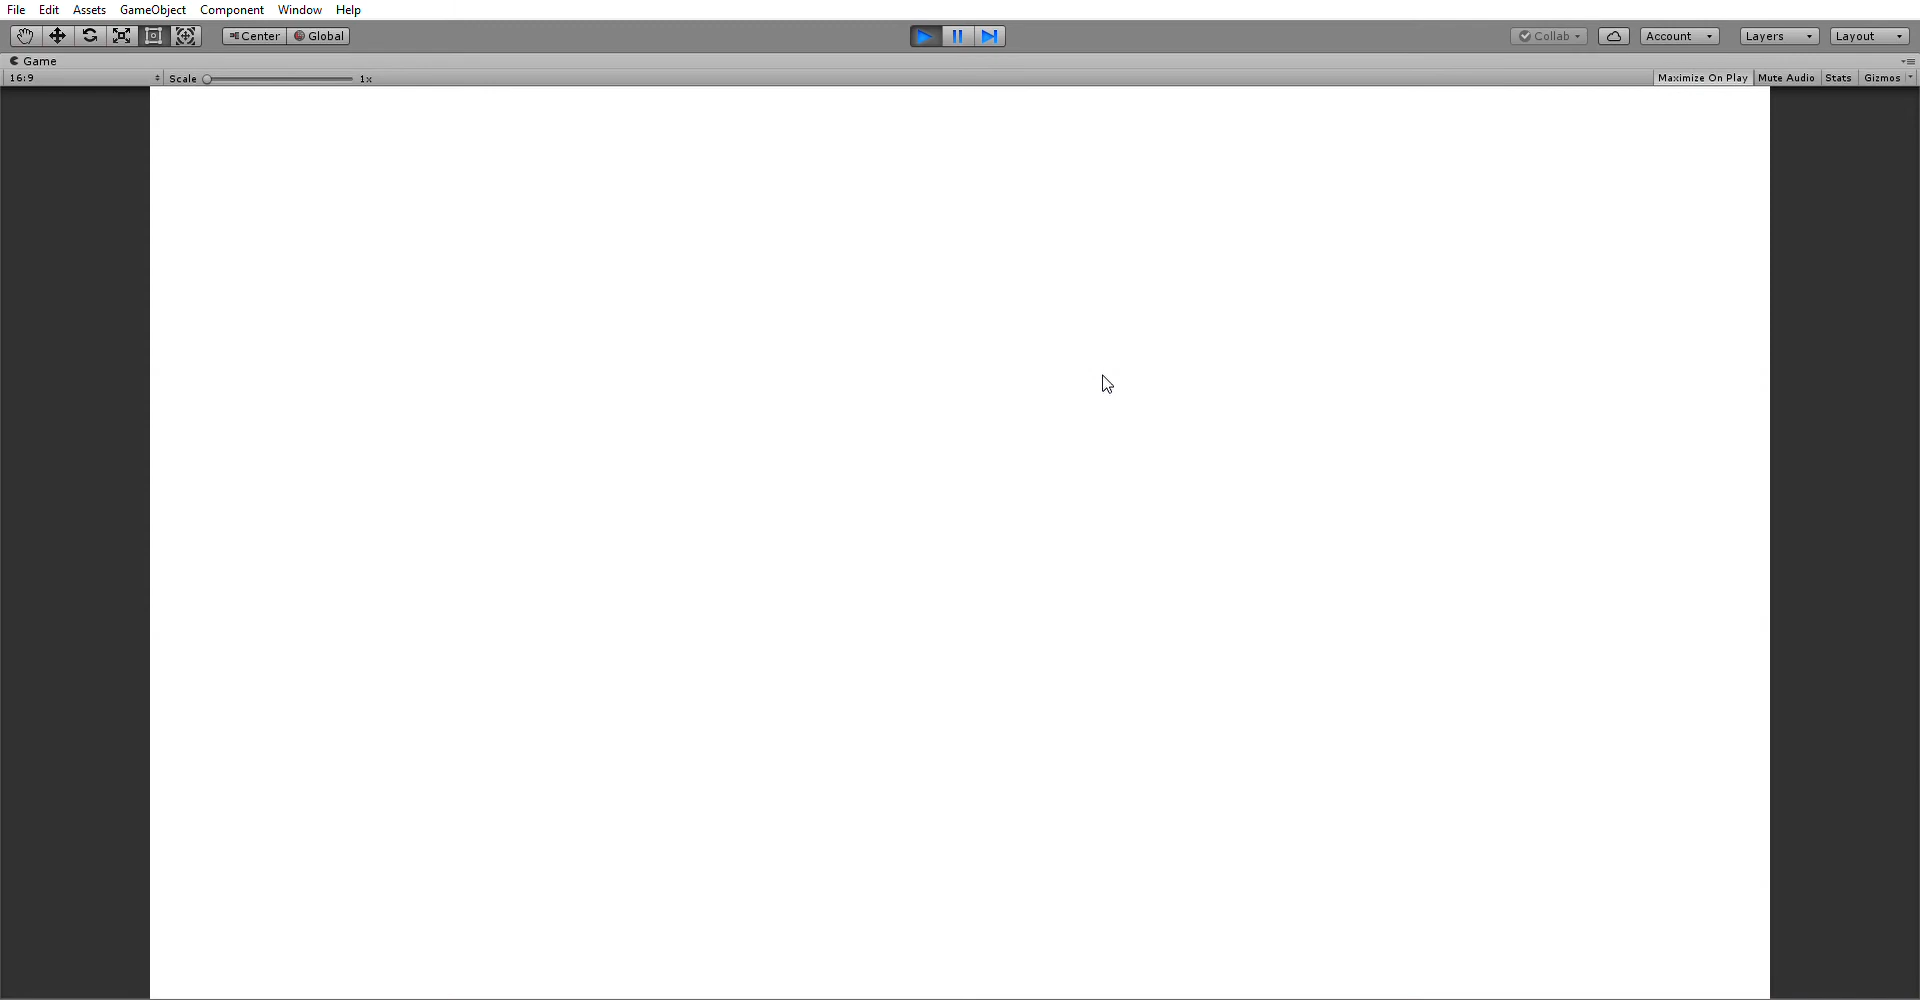 File Edit Assets GameObject Component Window Help
Center Global Collab Account Layers Layout
Game
16:9 Scale 1x Maximize On Play Mute Audio Stats Gizmos